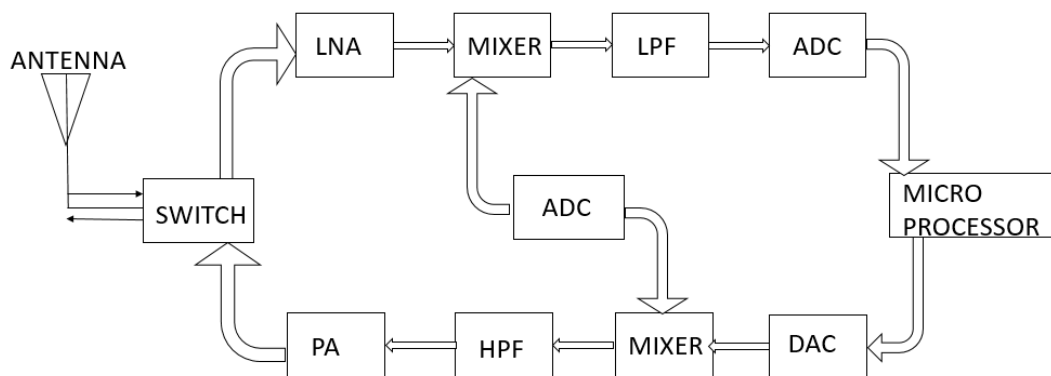 LNA
MIXER
LPF
ADC
ANTENNA
SWITCH
ADC
MICRO
PROCESSOR
PA
HPF
MIXER
DAC